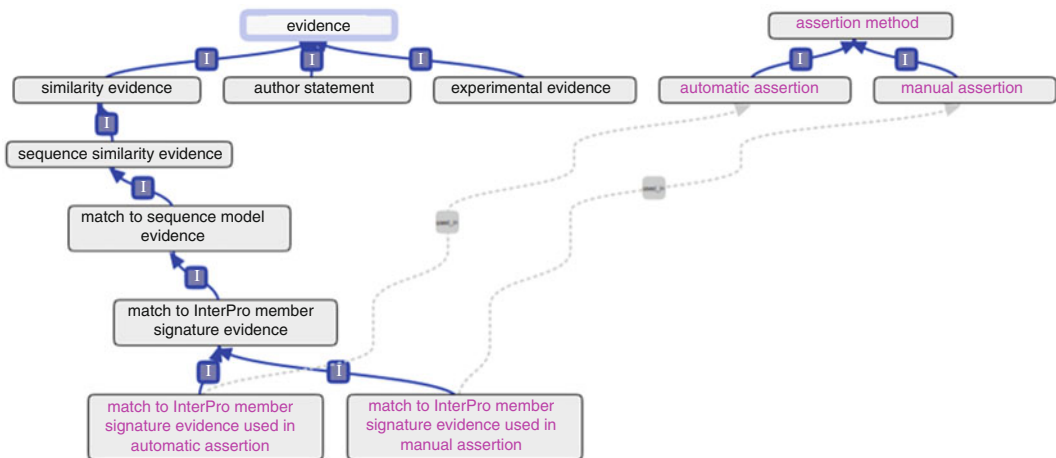 evidence
assertion method
I
I
I
I
I
similarity evidence
author statement
experimental evidence
automatic assertion
manual assertion
I
sequence similarity evidence
I
match to sequence model
evidence
I
match to InterPro member
signature evidence
I
I
match to InterPro member
signature evidence used in
automatic assertion
match to InterPro member
signature evidence used in
manual assertion